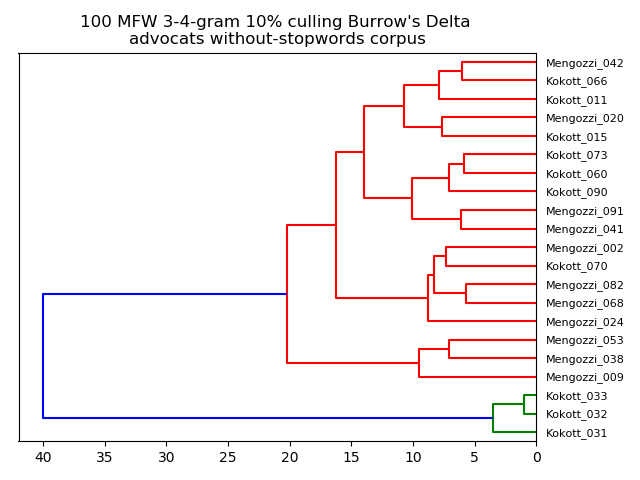 100 MFW 3-4-gram 10% culling Burrow's Delta
advocats without-stopwords corpus
Mengozzi_042
Kokott_066
Kokott_011
Mengozzi_020
Kokott_015
Kokott_073
Kokott_060
Kokott_090
Mengozzi_091
Mengozzi_041
Mengozzi_002
Kokott_070
Mengozzi_082
Mengozzi_068
Mengozzi_024
Mengozzi_053
Mengozzi_038
Mengozzi_009
Kokott_033
Kokott_032
Kokott_031
40 35 30 25 20 15 10 5 0